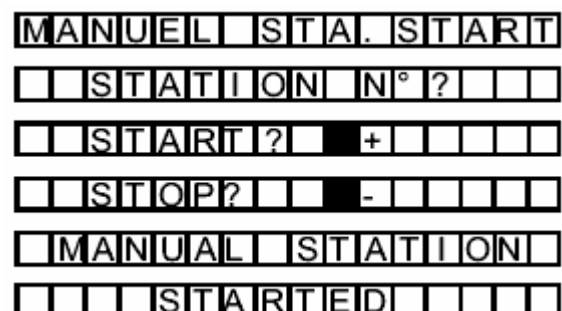 MANUEL STA. START
STATION N°?
START? ■+
STOP? ■-
MANUAL STATION
STARTED